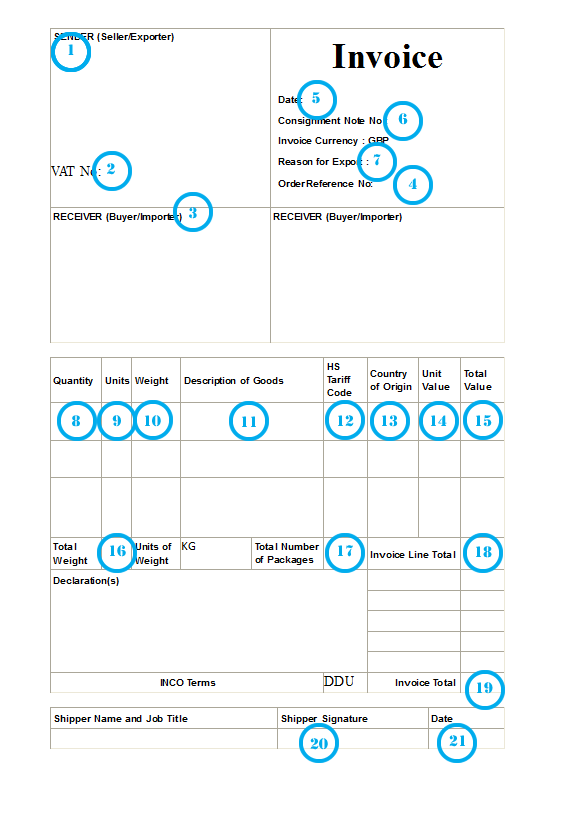 SENDER (Seller/Exporter)
1
Invoice
Date: 5
Consignment Note No 6
Invoice Currency : GBP
Reason for Export : 7
VAT No: 2
OrderReference No: 4
RECEIVER (Buyer/Importer) 3
RECEIVER (Buyer/Importer)
Quantity
Units
Weight
Description of Goods
HS
Tariff
Code
Country
of Origin
Unit
Value
Total
Value
8 9 10 11 12 13 14 15
Total
Weight
16
Units of
Weight
KG
Total Number
of Packages
17
Invoice Line Total
18
Declaration(s)
INCO Terms
DDU
Invoice Total
19
Shipper Name and Job Title
Shipper Signature
Date
20
21